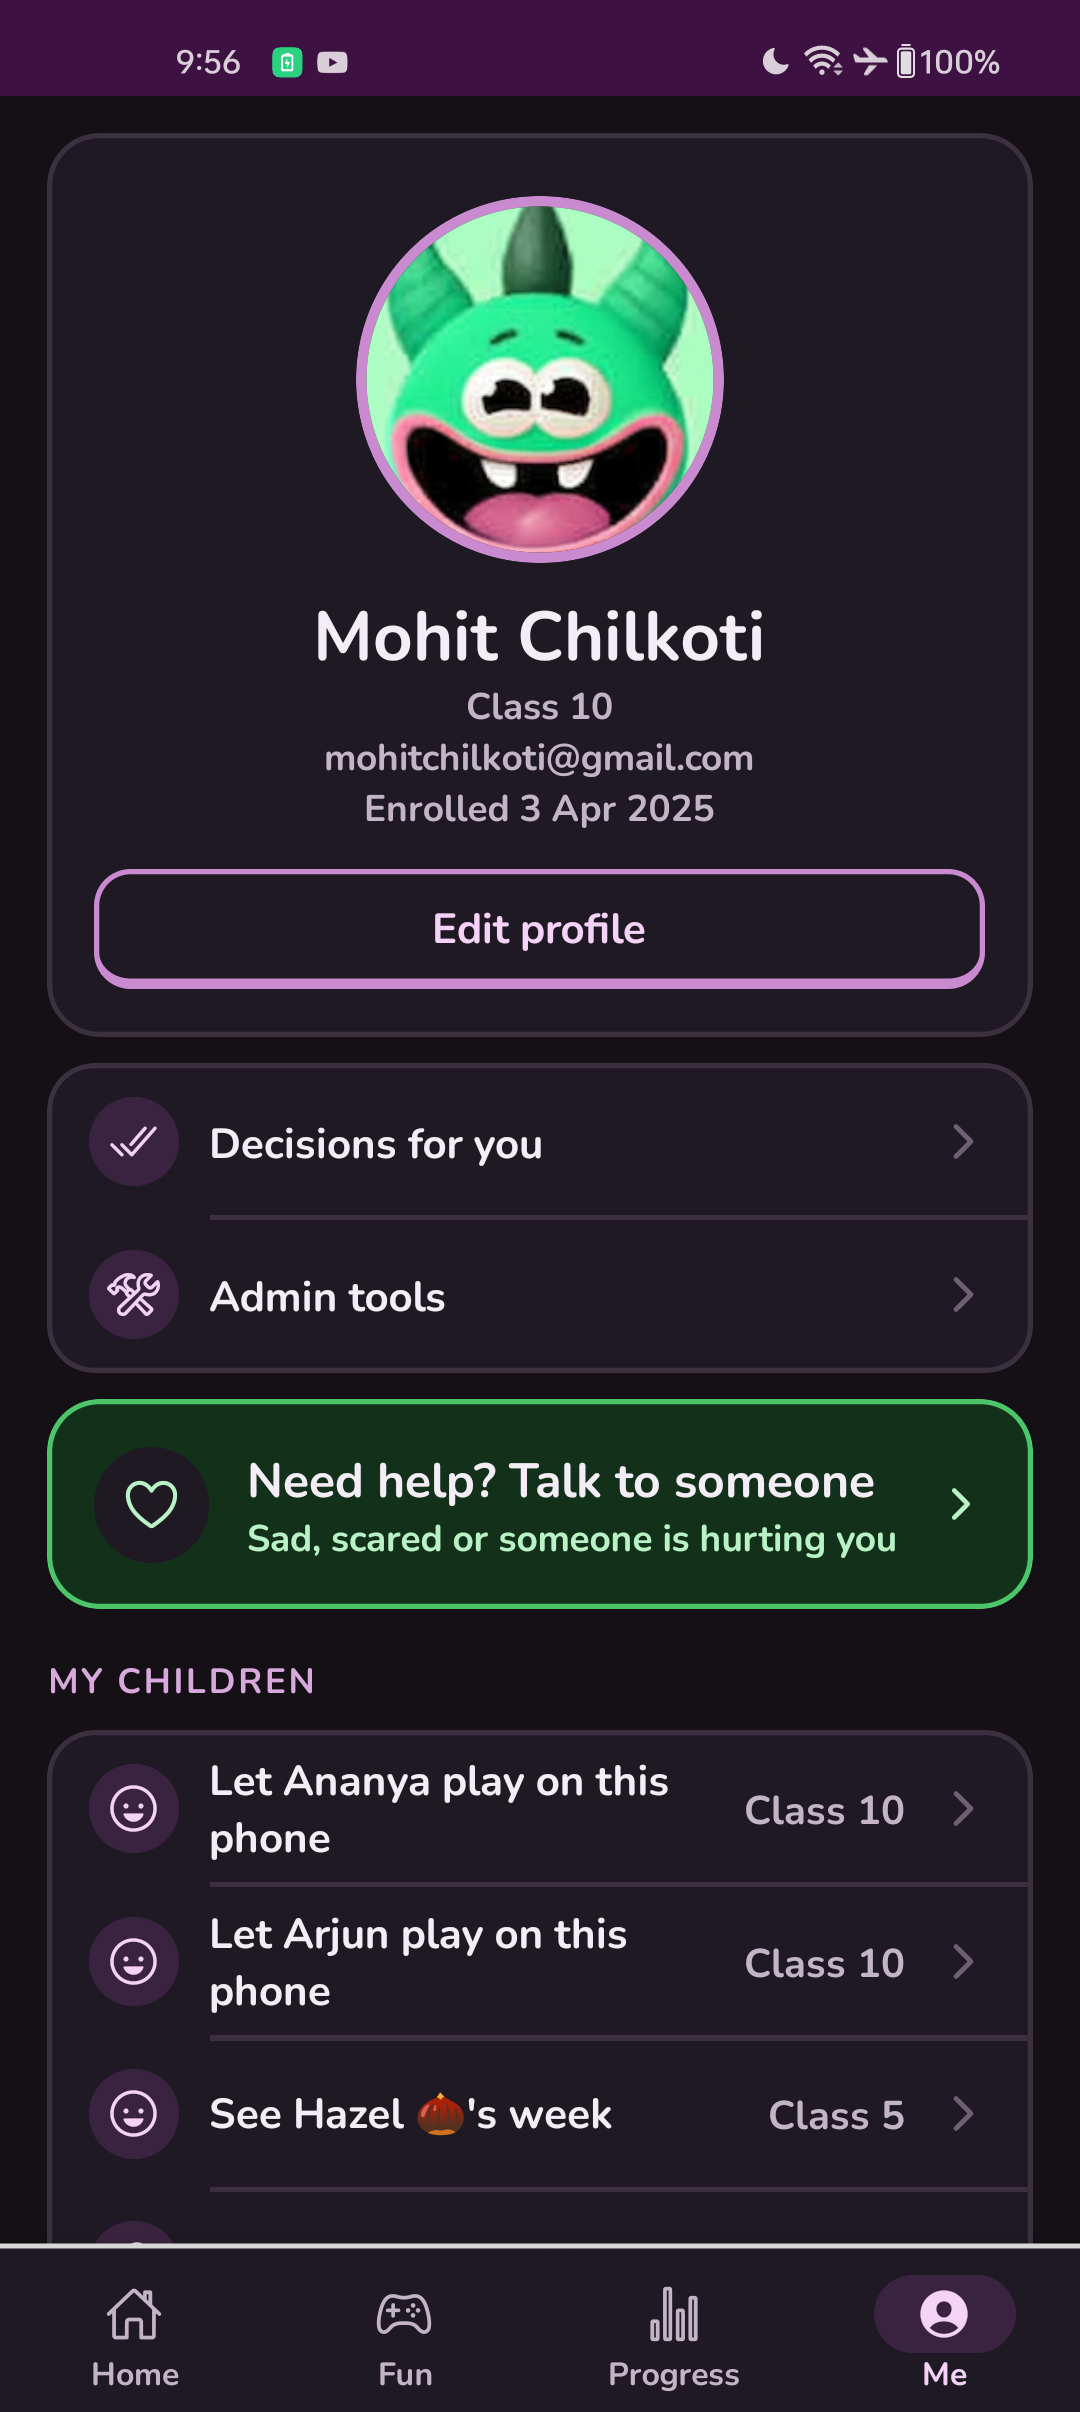 9:56
100%
Mohit Chilkoti
Class 10
mohitchilkoti@gmail.com
Enrolled 3 Apr 2025
Edit profile
Decisions for you
Admin tools
Need help? Talk to someone
Sad, scared or someone is hurting you
MY CHILDREN
Let Ananya play on this
phone
Class 10
Let Arjun play on this
phone
Class 10
See Hazel 🌰's week
Class 5
Home
Fun
Progress
Me